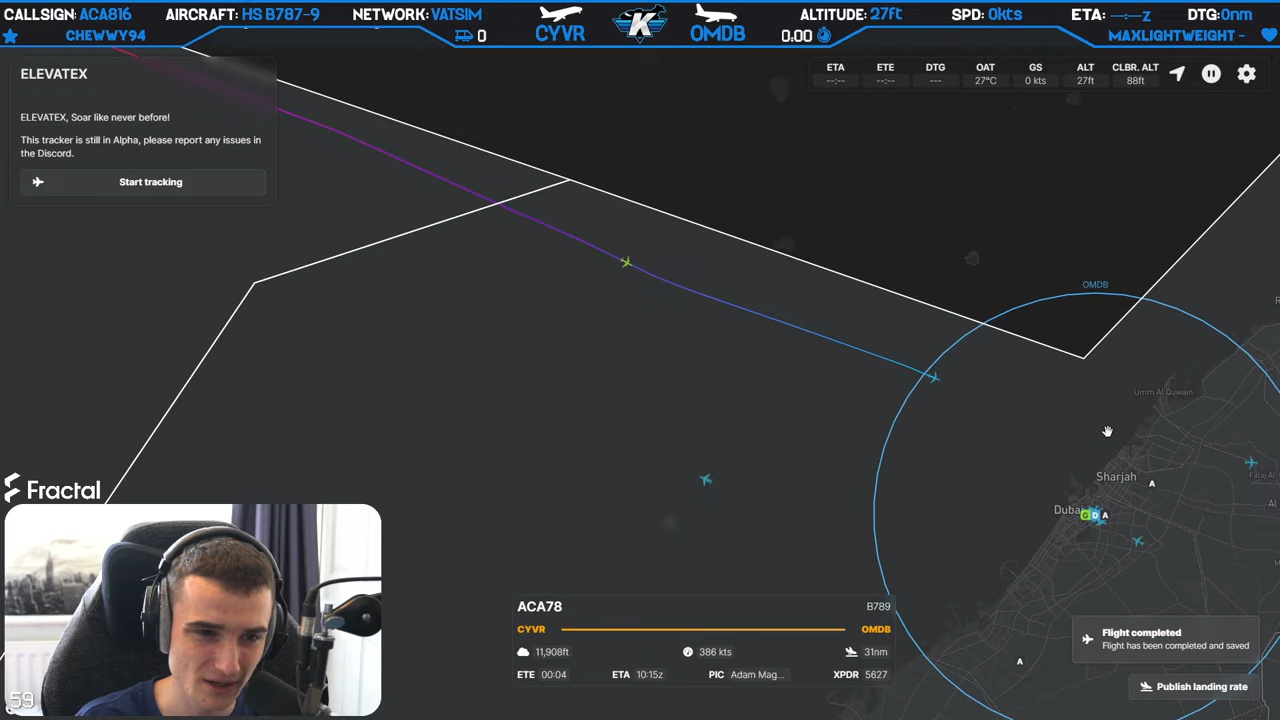 CALLSIGN: ACA816
AIRCRAFT: HS B787-9
NETWORK: VATSIM
ALTITUDE: 27ft
SPD: 0kts
ETA: --:--z
DTG: 0nm
CHEWWY94
0
CYVR
K
OMDB
0:00
MAXLIGHTWEIGHT -
ELEVATEX
ELEVATEX, Soar like never before!
This tracker is still in Alpha, please report any issues in
the Discord.
Start tracking
ETA ETE DTG OAT GS ALT CLBR. ALT
--:-- --:-- --- 27°C 0 kts 27ft 88ft
OMDB
Umm Al Quwain
Sharjah
A
Dubai
G D A
A
Fractal
59
ACA78 B789
CYVR OMDB
11,908ft 386 kts 31nm
ETE 00:04 ETA 10:15z PIC Adam Mag... XPDR 5627
Flight completed
Flight has been completed and saved
Publish landing rate